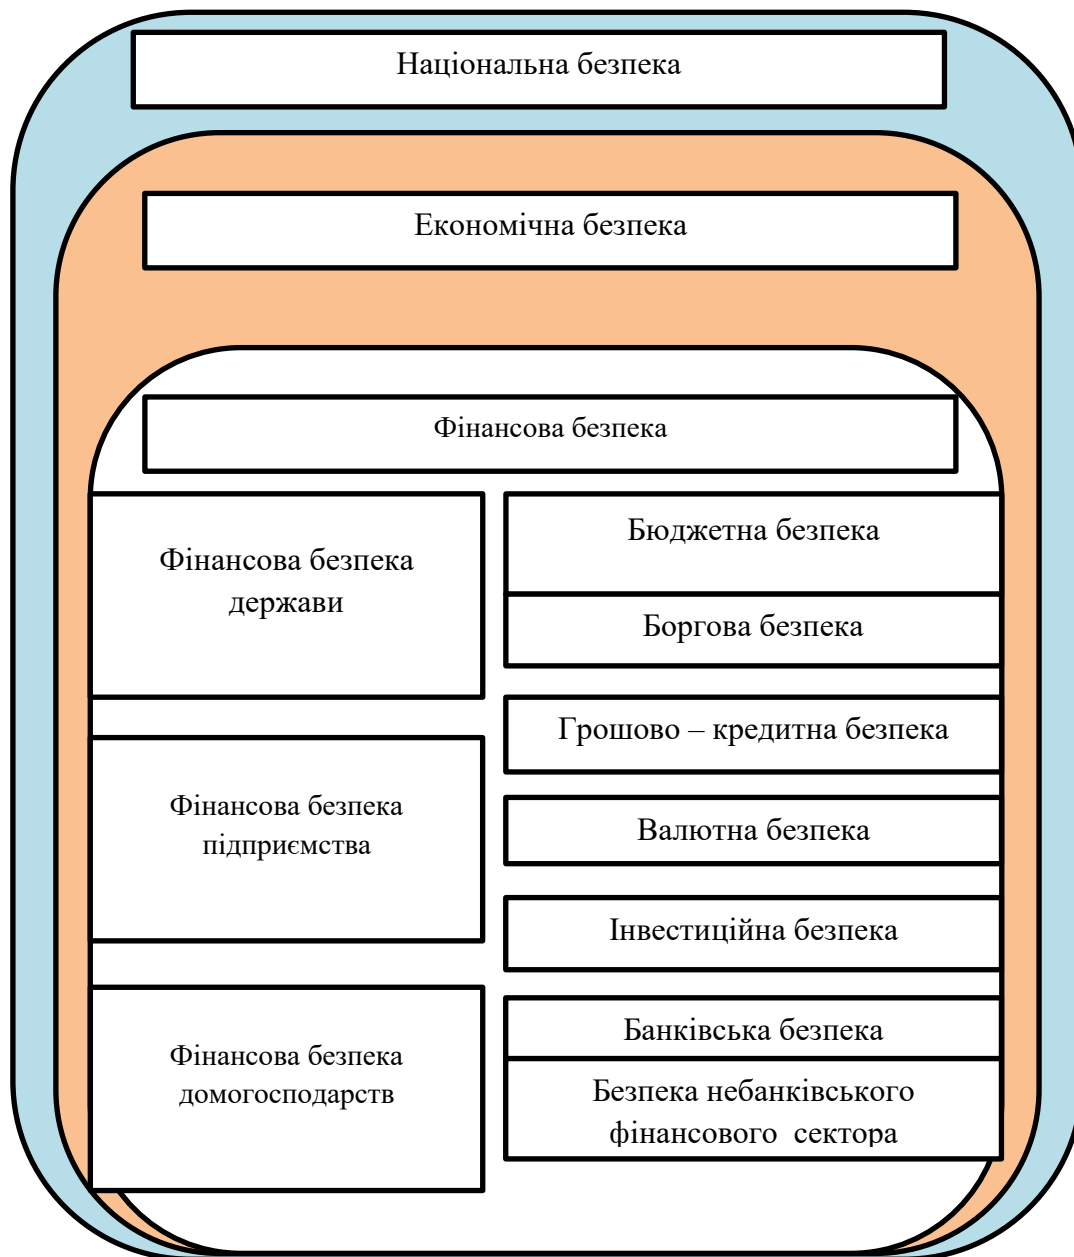 Національна безпека
Економічна безпека
Фінансова безпека
Фінансова безпека
держави
Фінансова безпека
підприємства
Фінансова безпека
домогосподарств
Бюджетна безпека
Боргова безпека
Грошово – кредитна безпека
Валютна безпека
Інвестиційна безпека
Банківська безпека
Безпека небанківського
фінансового сектора